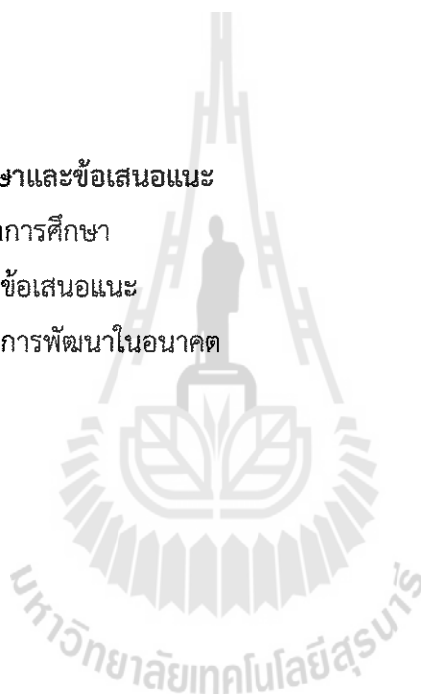 ษาและข้อเสนอแนะ
การศึกษา
ข้อเสนอแนะ
การพัฒนาในอนาคต
มหาวิทยาลัยเทคโนโลยีสุรนารี